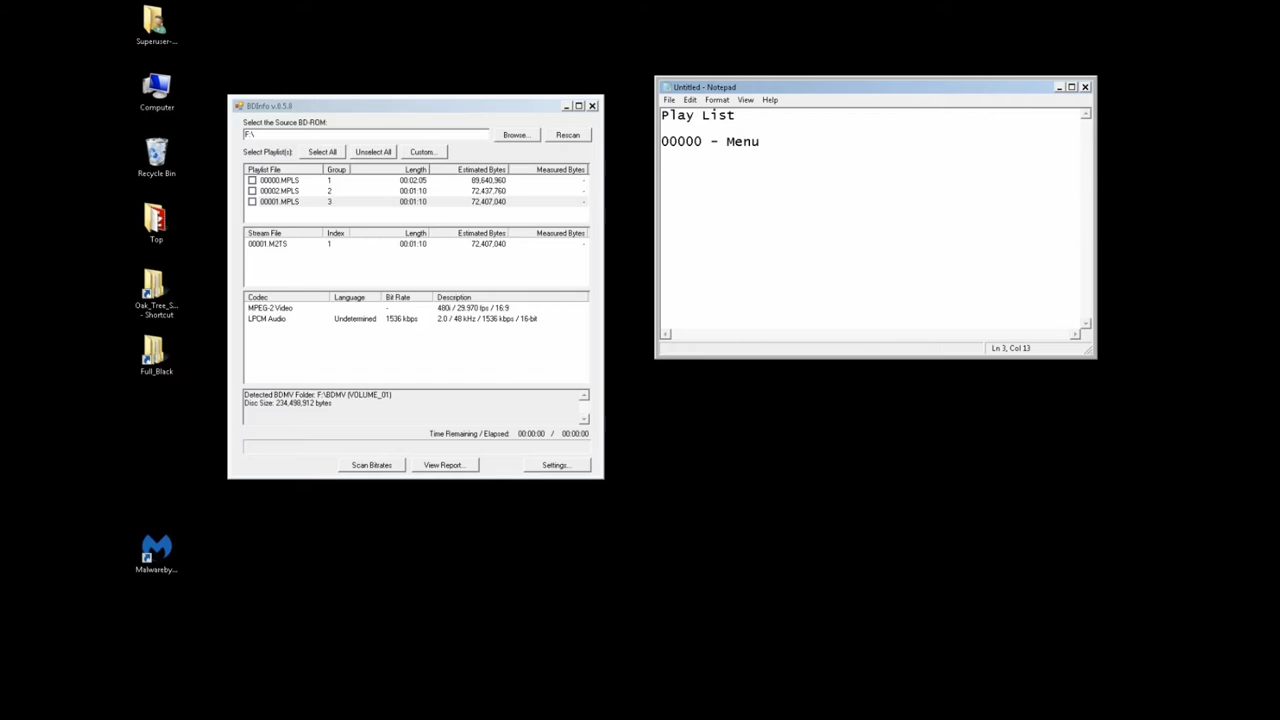 Superuser-...
Computer
Recycle Bin
Top
Oak_Tree_S...
- Shortcut
Full_Black
Malwareby...
BDInfo v.0.5.8
Select the Source BD-ROM:
F:\
Browse...
Rescan
Select Playlist(s):
Select All
Unselect All
Custom...
Playlist File Group Length Estimated Bytes Measured Bytes
00000.MPLS 1 00:02:05 89,640,960 -
00002.MPLS 2 00:01:10 72,437,760 -
00001.MPLS 3 00:01:10 72,407,040 -
Stream File Index Length Estimated Bytes Measured Bytes
00001.M2TS 1 00:01:10 72,407,040 -
Codec Language Bit Rate Description
MPEG-2 Video - 480i / 29.970 fps / 16:9
LPCM Audio Undetermined 1536 kbps 2.0 / 48 kHz / 1536 kbps / 16-bit
Detected BDMV Folder: F:\BDMV (VOLUME_01)
Disc Size: 234,498,912 bytes
Time Remaining / Elapsed: 00:00:00 / 00:00:00
Scan Bitrates
View Report...
Settings...
Untitled - Notepad
File Edit Format View Help
Play List
00000 - Menu
Ln 3, Col 13